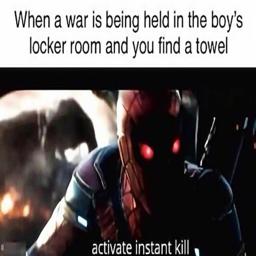 When a war is being held in the boy's
locker room and you find a towel
activate instant kill